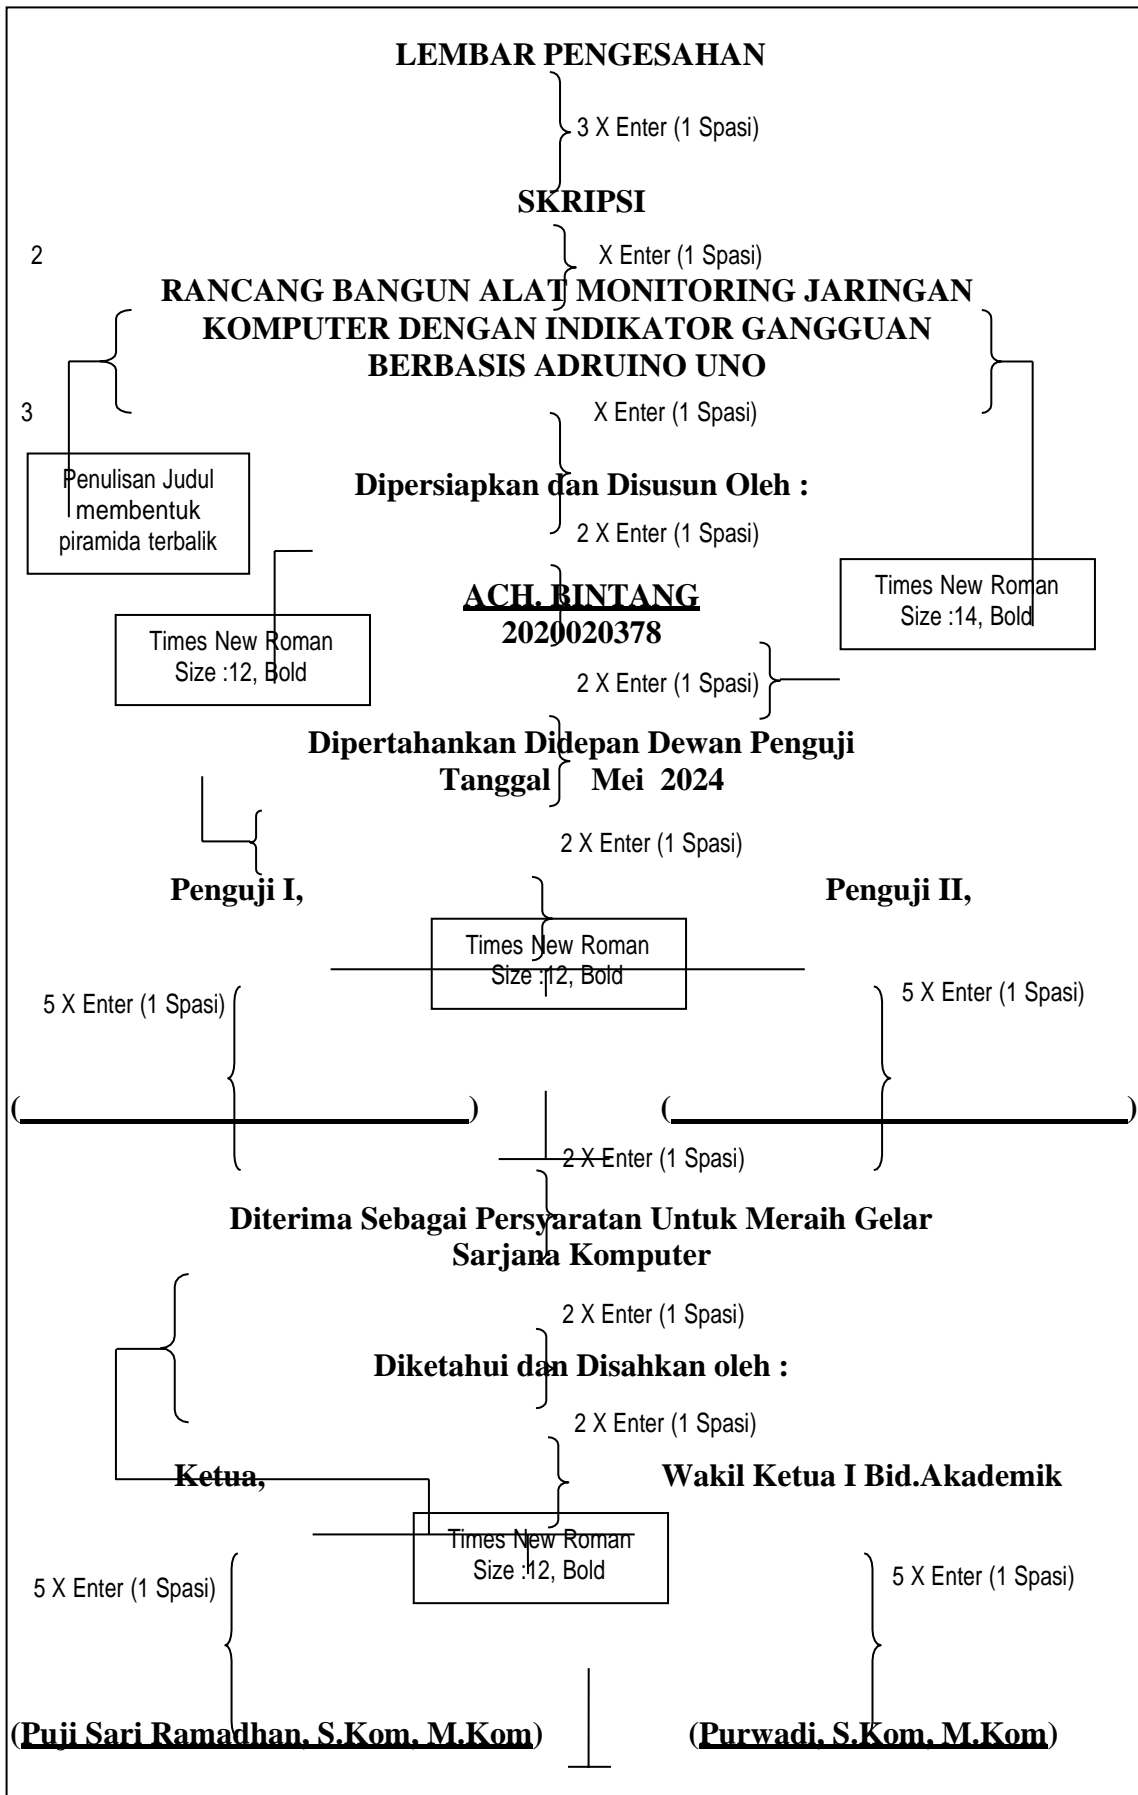 LEMBAR PENGESAHAN
3 X Enter (1 Spasi)
SKRIPSI
2 X Enter (1 Spasi)
RANCANG BANGUN ALAT MONITORING JARINGAN
KOMPUTER DENGAN INDIKATOR GANGGUAN
BERBASIS ADRUINO UNO
3 X Enter (1 Spasi)
Penulisan Judul
membentuk
piramida terbalik
Dipersiapkan dan Disusun Oleh :
2 X Enter (1 Spasi)
ACH. BINTANG
2020020378
Times New Roman
Size :14, Bold
Times New Roman
Size :12, Bold
2 X Enter (1 Spasi)
Dipertahankan Didepan Dewan Penguji
Tanggal Mei 2024
2 X Enter (1 Spasi)
Penguji I, Penguji II,
Times New Roman
Size :12, Bold
5 X Enter (1 Spasi) 5 X Enter (1 Spasi)
( ) ( )
2 X Enter (1 Spasi)
Diterima Sebagai Persyaratan Untuk Meraih Gelar
Sarjana Komputer
2 X Enter (1 Spasi)
Diketahui dan Disahkan oleh :
2 X Enter (1 Spasi)
Ketua, Wakil Ketua I Bid.Akademik
Times New Roman
Size :12, Bold
5 X Enter (1 Spasi) 5 X Enter (1 Spasi)
(Puji Sari Ramadhan, S.Kom, M.Kom) (Purwadi, S.Kom, M.Kom)